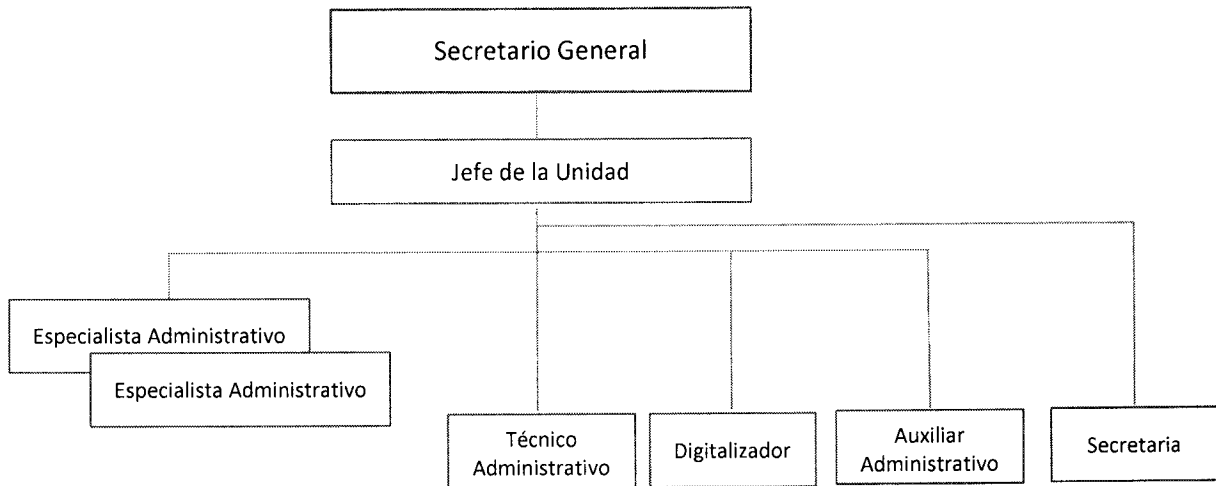 Secretario General
Jefe de la Unidad
Especialista Administrativo
Especialista Administrativo
Técnico
Administrativo
Digitalizador
Auxiliar
Administrativo
Secretaria